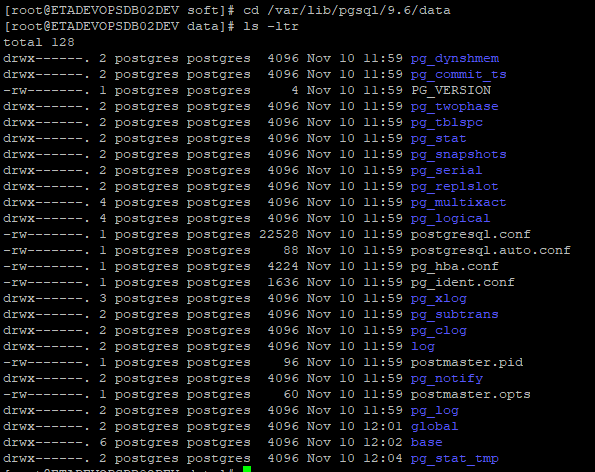 [root@ETADEVOPSDB02DEV soft]# cd /var/lib/pgsql/9.6/data
[root@ETADEVOPSDB02DEV data]# ls -ltr
total 128
drwx------. 2 postgres postgres  4096 Nov 10 11:59 pg_dynshmem
drwx------. 2 postgres postgres  4096 Nov 10 11:59 pg_commit_ts
-rw-------. 1 postgres postgres     4 Nov 10 11:59 PG_VERSION
drwx------. 2 postgres postgres  4096 Nov 10 11:59 pg_twophase
drwx------. 2 postgres postgres  4096 Nov 10 11:59 pg_tblspc
drwx------. 2 postgres postgres  4096 Nov 10 11:59 pg_stat
drwx------. 2 postgres postgres  4096 Nov 10 11:59 pg_snapshots
drwx------. 2 postgres postgres  4096 Nov 10 11:59 pg_serial
drwx------. 2 postgres postgres  4096 Nov 10 11:59 pg_replslot
drwx------. 4 postgres postgres  4096 Nov 10 11:59 pg_multixact
drwx------. 4 postgres postgres  4096 Nov 10 11:59 pg_logical
-rw-------. 1 postgres postgres 22528 Nov 10 11:59 postgresql.conf
-rw-------. 1 postgres postgres    88 Nov 10 11:59 postgresql.auto.conf
-rw-------. 1 postgres postgres  4224 Nov 10 11:59 pg_hba.conf
-rw-------. 1 postgres postgres  1636 Nov 10 11:59 pg_ident.conf
drwx------. 3 postgres postgres  4096 Nov 10 11:59 pg_xlog
drwx------. 2 postgres postgres  4096 Nov 10 11:59 pg_subtrans
drwx------. 2 postgres postgres  4096 Nov 10 11:59 pg_clog
drwx------. 2 postgres postgres  4096 Nov 10 11:59 log
-rw-------. 1 postgres postgres    96 Nov 10 11:59 postmaster.pid
drwx------. 2 postgres postgres  4096 Nov 10 11:59 pg_notify
-rw-------. 1 postgres postgres    60 Nov 10 11:59 postmaster.opts
drwx------. 2 postgres postgres  4096 Nov 10 11:59 pg_log
drwx------. 2 postgres postgres  4096 Nov 10 12:01 global
drwx------. 6 postgres postgres  4096 Nov 10 12:02 base
drwx------. 2 postgres postgres  4096 Nov 10 12:04 pg_stat_tmp
[root@ETADEVOPSDB02DEV data]#